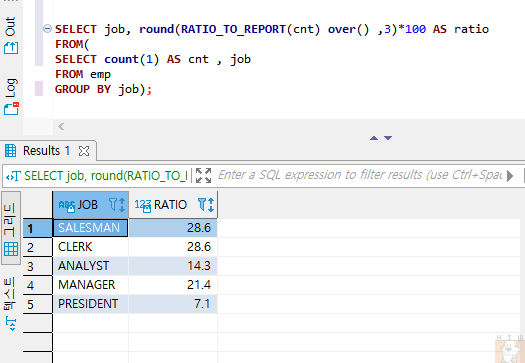 Out
Log
SELECT job, round(RATIO_TO_REPORT(cnt) over() ,3)*100 AS ratio
FROM(
SELECT count(1) AS cnt , job
FROM emp
GROUP BY job);
Results 1
SELECT job, round(RATIO_TO_I Enter a SQL expression to filter results (use Ctrl+Spac
그리드
텍스트
ABC JOB 123 RATIO
1 SALESMAN 28.6
2 CLERK 28.6
3 ANALYST 14.3
4 MANAGER 21.4
5 PRESIDENT 7.1